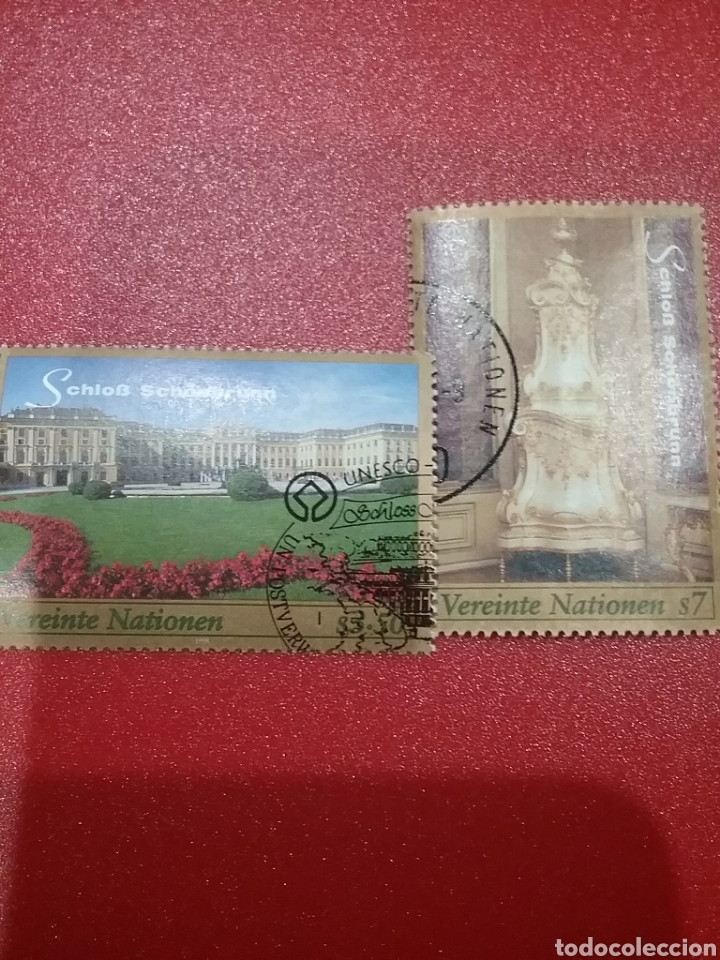 Schloß Schönbrunn
UNESCO-
Schloss
Vereinte Nationen
Schloß Schönbrunn
NATIONEN
Vereinte Nationen s7
todocoleccion